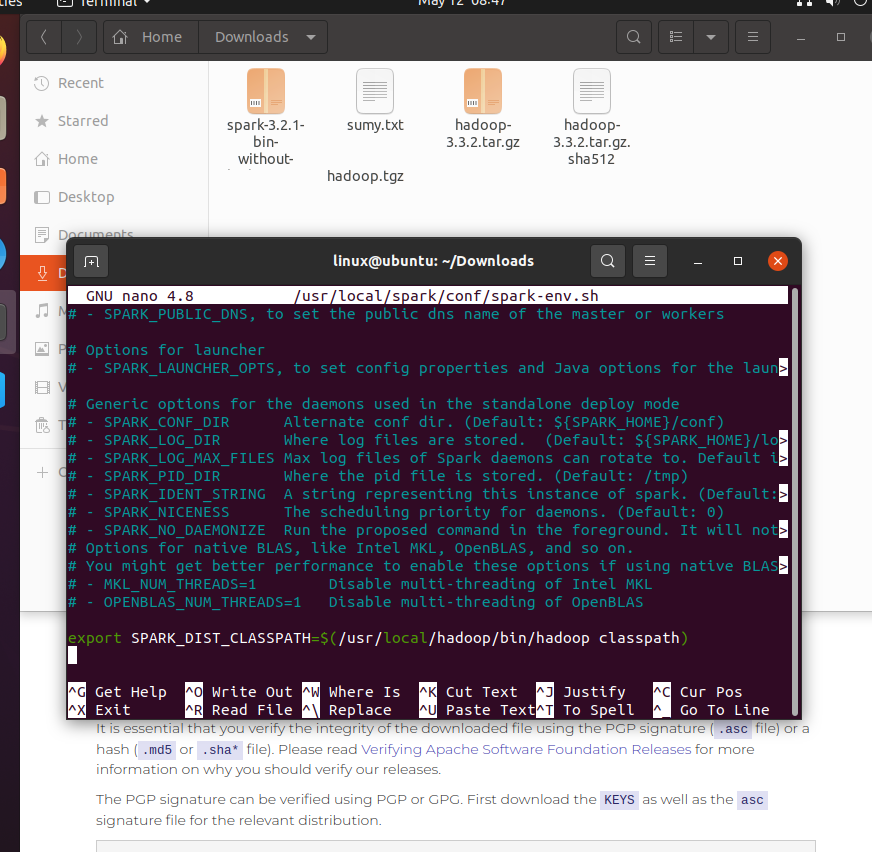 Terminal
May 12 08:47
Home
Downloads
Recent
Starred
Home
Desktop
Documents
spark-3.2.1-
bin-
without-
hadoop.tgz
sumy.txt
hadoop-
3.3.2.tar.gz
hadoop-
3.3.2.tar.gz.
sha512
linux@ubuntu: ~/Downloads
GNU nano 4.8 /usr/local/spark/conf/spark-env.sh
# - SPARK_PUBLIC_DNS, to set the public dns name of the master or workers
# Options for launcher
# - SPARK_LAUNCHER_OPTS, to set config properties and Java options for the laun>
# Generic options for the daemons used in the standalone deploy mode
# - SPARK_CONF_DIR Alternate conf dir. (Default: ${SPARK_HOME}/conf)
# - SPARK_LOG_DIR Where log files are stored. (Default: ${SPARK_HOME}/lo>
# - SPARK_LOG_MAX_FILES Max log files of Spark daemons can rotate to. Default i>
# - SPARK_PID_DIR Where the pid file is stored. (Default: /tmp)
# - SPARK_IDENT_STRING A string representing this instance of spark. (Default:>
# - SPARK_NICENESS The scheduling priority for daemons. (Default: 0)
# - SPARK_NO_DAEMONIZE Run the proposed command in the foreground. It will not>
# Options for native BLAS, like Intel MKL, OpenBLAS, and so on.
# You might get better performance to enable these options if using native BLAS>
# - MKL_NUM_THREADS=1 Disable multi-threading of Intel MKL
# - OPENBLAS_NUM_THREADS=1 Disable multi-threading of OpenBLAS
export SPARK_DIST_CLASSPATH=$(/usr/local/hadoop/bin/hadoop classpath)
^G Get Help ^O Write Out ^W Where Is ^K Cut Text ^J Justify ^C Cur Pos
^X Exit ^R Read File ^\ Replace ^U Paste Text ^T To Spell ^_ Go To Line
It is essential that you verify the integrity of the downloaded file using the PGP signature ( .asc file) or a
hash ( .md5 or .sha* file). Please read Verifying Apache Software Foundation Releases for more
information on why you should verify our releases.
The PGP signature can be verified using PGP or GPG. First download the KEYS as well as the asc
signature file for the relevant distribution.